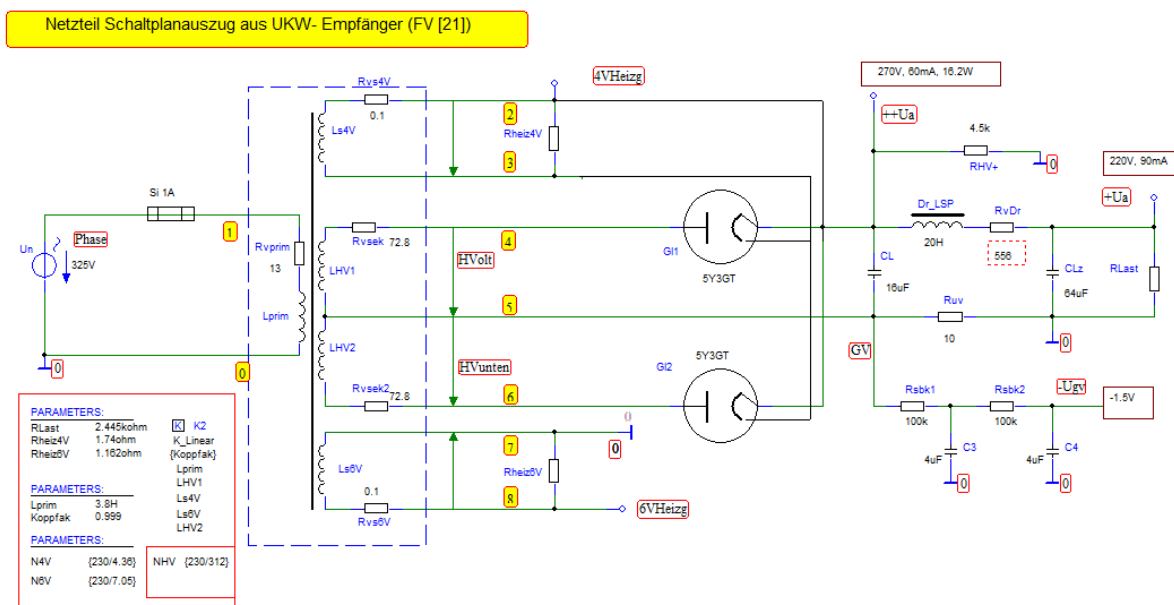 Netzteil Schaltplanauszug aus UKW- Empfänger (FV [21])
270V, 60mA, 16.2W
4VHeizg
Rvs4V
0.1
2
++Ua
Ls4V
Rheiz4V
4.5k
RHV+
0
220V, 90mA
3
Si 1A
+Ua
1
Phase
Un
325V
Rvprim
13
Rvsek
72.8
4
Gl1
5Y3GT
Dr_LSP
20H
RvDr
556
HVolt
LHV1
CL
16uF
CLz
64uF
RLast
Lprim
5
Ruv
10
0
LHV2
HVunten
GV
5Y3GT
Gl2
0
0
Rvsek2
72.8
6
Rsbk1
100k
Rsbk2
100k
-Ugv
-1.5V
0
0
7
Ls6V
Rheiz6V
4uF
C3
4uF
C4
0
0
0.1
Rvs6V
8
6VHeizg
PARAMETERS:
RLast 2.445kohm
Rheiz4V 1.74ohm
Rheiz6V 1.162ohm
K K2
K_Linear
{Koppfak}
Lprim
LHV1
Ls4V
Ls6V
LHV2
PARAMETERS:
Lprim 3.8H
Koppfak 0.999
PARAMETERS:
N4V {230/4.36}
N6V {230/7.05}
NHV {230/312}